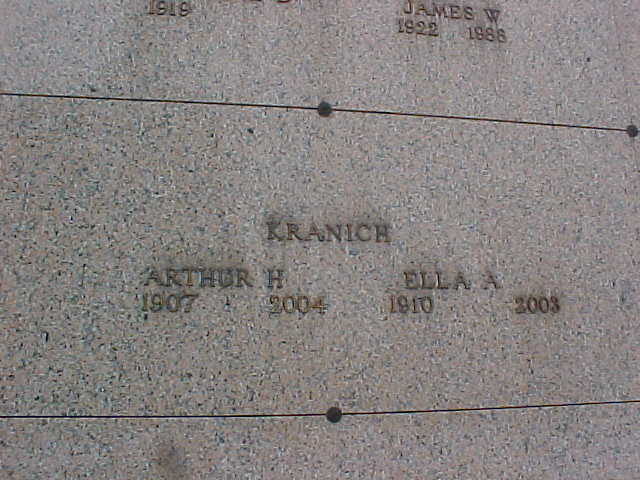 1919
JAMES W
1922 1988
KRANICH
ARTHUR H ELLA A
1907 2004 1910 2003